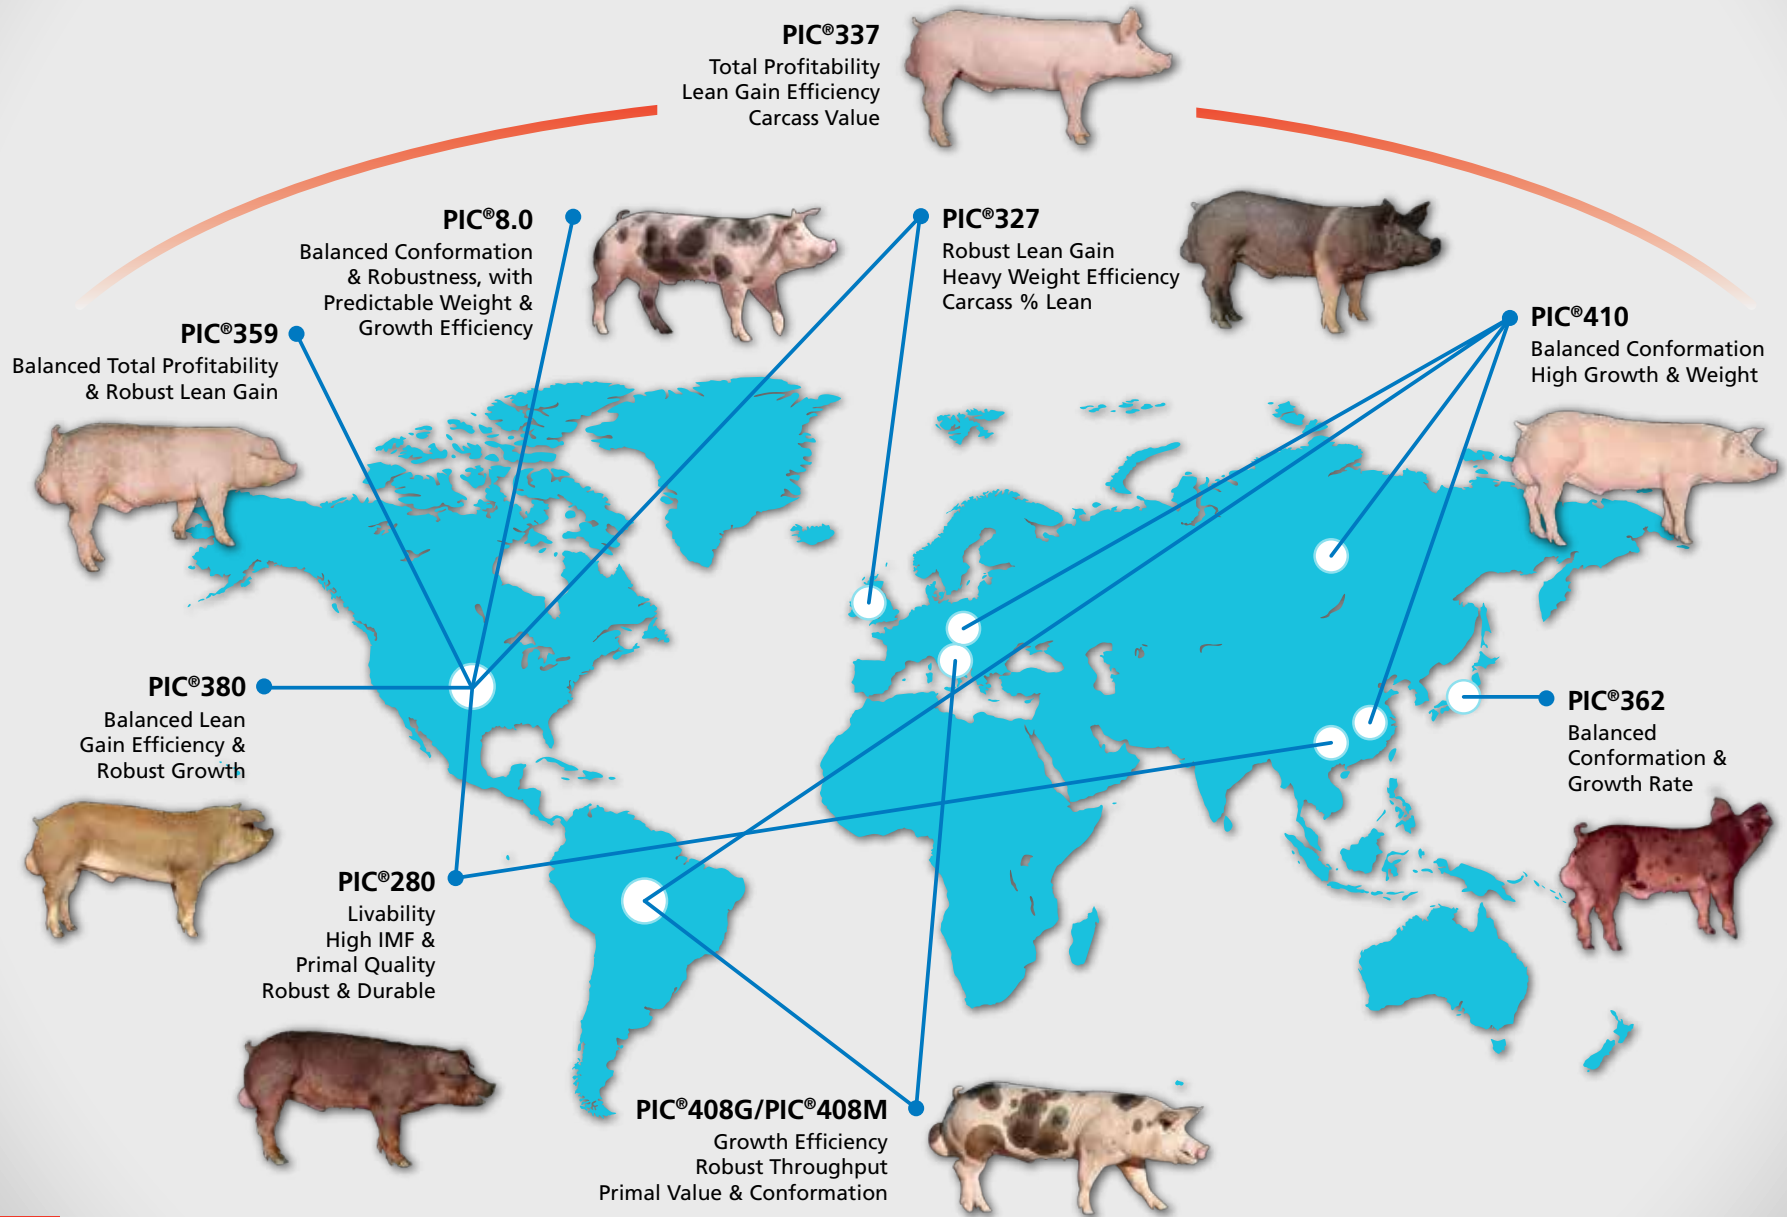 PIC®337
Total Profitability
Lean Gain Efficiency
Carcass Value
PIC®8.0
Balanced Conformation
& Robustness, with
Predictable Weight &
Growth Efficiency
PIC®327
Robust Lean Gain
Heavy Weight Efficiency
Carcass % Lean
PIC®359
Balanced Total Profitability
& Robust Lean Gain
PIC®410
Balanced Conformation
High Growth & Weight
PIC®380
Balanced Lean
Gain Efficiency &
Robust Growth
PIC®362
Balanced
Conformation &
Growth Rate
PIC®280
Livability
High IMF &
Primal Quality
Robust & Durable
PIC®408G/PIC®408M
Growth Efficiency
Robust Throughput
Primal Value & Conformation